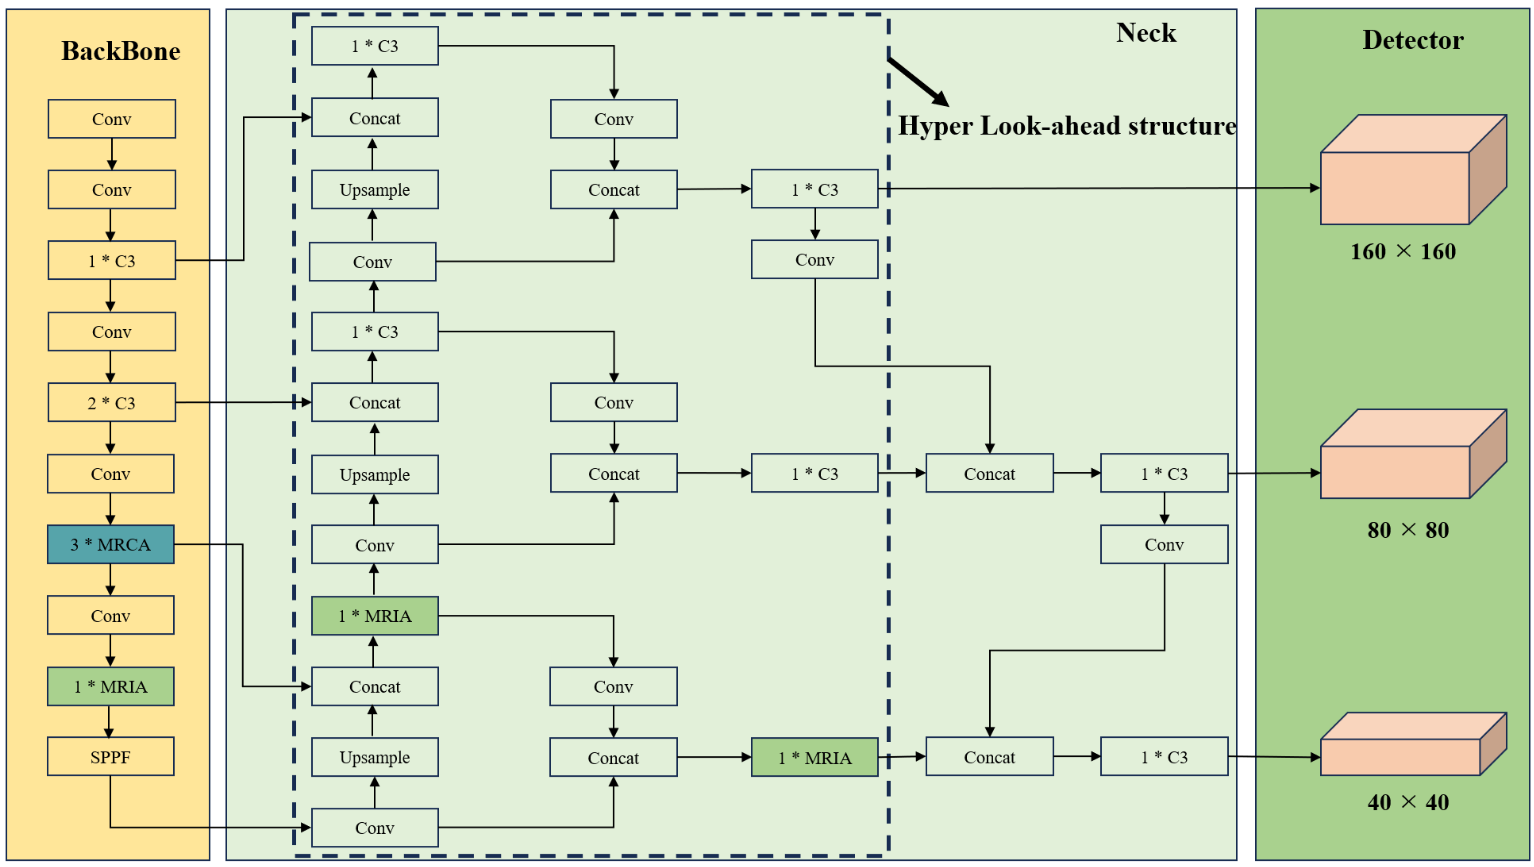 BackBone
Conv
Conv
1 * C3
Conv
2 * C3
Conv
3 * MRCA
Conv
1 * MRIA
SPPF
Neck
Hyper Look-ahead structure
1 * C3
Concat
Upsample
Conv
1 * C3
Concat
Upsample
Conv
1 * MRIA
Concat
Upsample
Conv
Conv
Concat
Conv
Concat
Conv
Concat
1 * C3
Conv
1 * C3
1 * MRIA
Concat
Concat
1 * C3
Conv
1 * C3
Detector
160 × 160
80 × 80
40 × 40